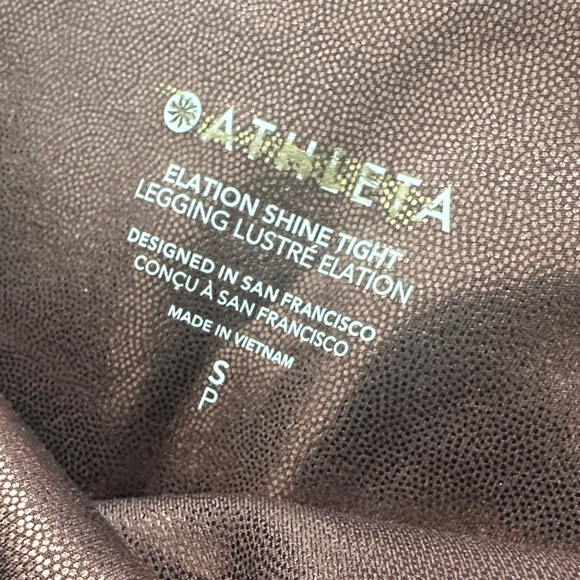 ATHLETA
ELATION SHINE TIGHT
LEGGING LUSTRÉ ELATION
DESIGNED IN SAN FRANCISCO
CONÇU À SAN FRANCISCO
MADE IN VIETNAM
S
P